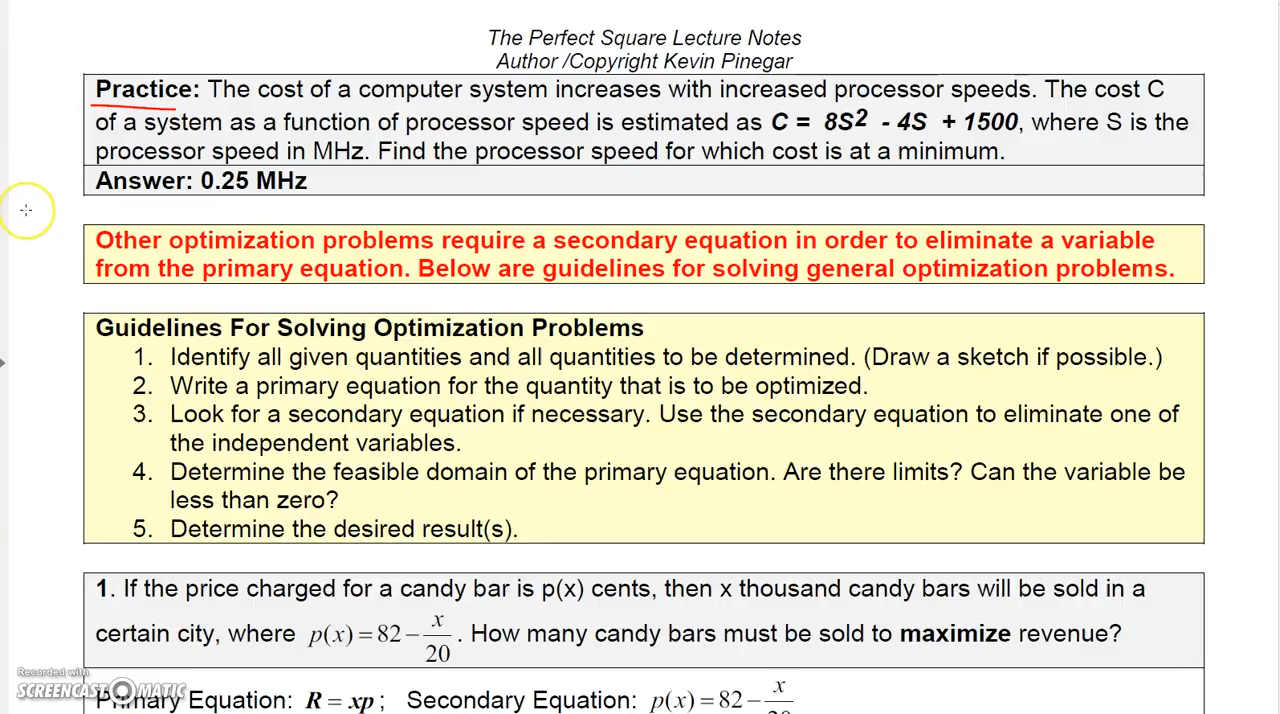 The Perfect Square Lecture Notes
Author /Copyright Kevin Pinegar
Practice: The cost of a computer system increases with increased processor speeds. The cost C
of a system as a function of processor speed is estimated as C = 8S² - 4S + 1500, where S is the
processor speed in MHz. Find the processor speed for which cost is at a minimum.
Answer: 0.25 MHz
Other optimization problems require a secondary equation in order to eliminate a variable
from the primary equation. Below are guidelines for solving general optimization problems.
Guidelines For Solving Optimization Problems
1. Identify all given quantities and all quantities to be determined. (Draw a sketch if possible.)
2. Write a primary equation for the quantity that is to be optimized.
3. Look for a secondary equation if necessary. Use the secondary equation to eliminate one of
the independent variables.
4. Determine the feasible domain of the primary equation. Are there limits? Can the variable be
less than zero?
5. Determine the desired result(s).
1. If the price charged for a candy bar is p(x) cents, then x thousand candy bars will be sold in a
certain city, where p(x) = 82 − x/20. How many candy bars must be sold to maximize revenue?
Recorded with
SCREENCAST-O-MATIC
Primary Equation: R = xp; Secondary Equation: p(x) = 82 − x/20